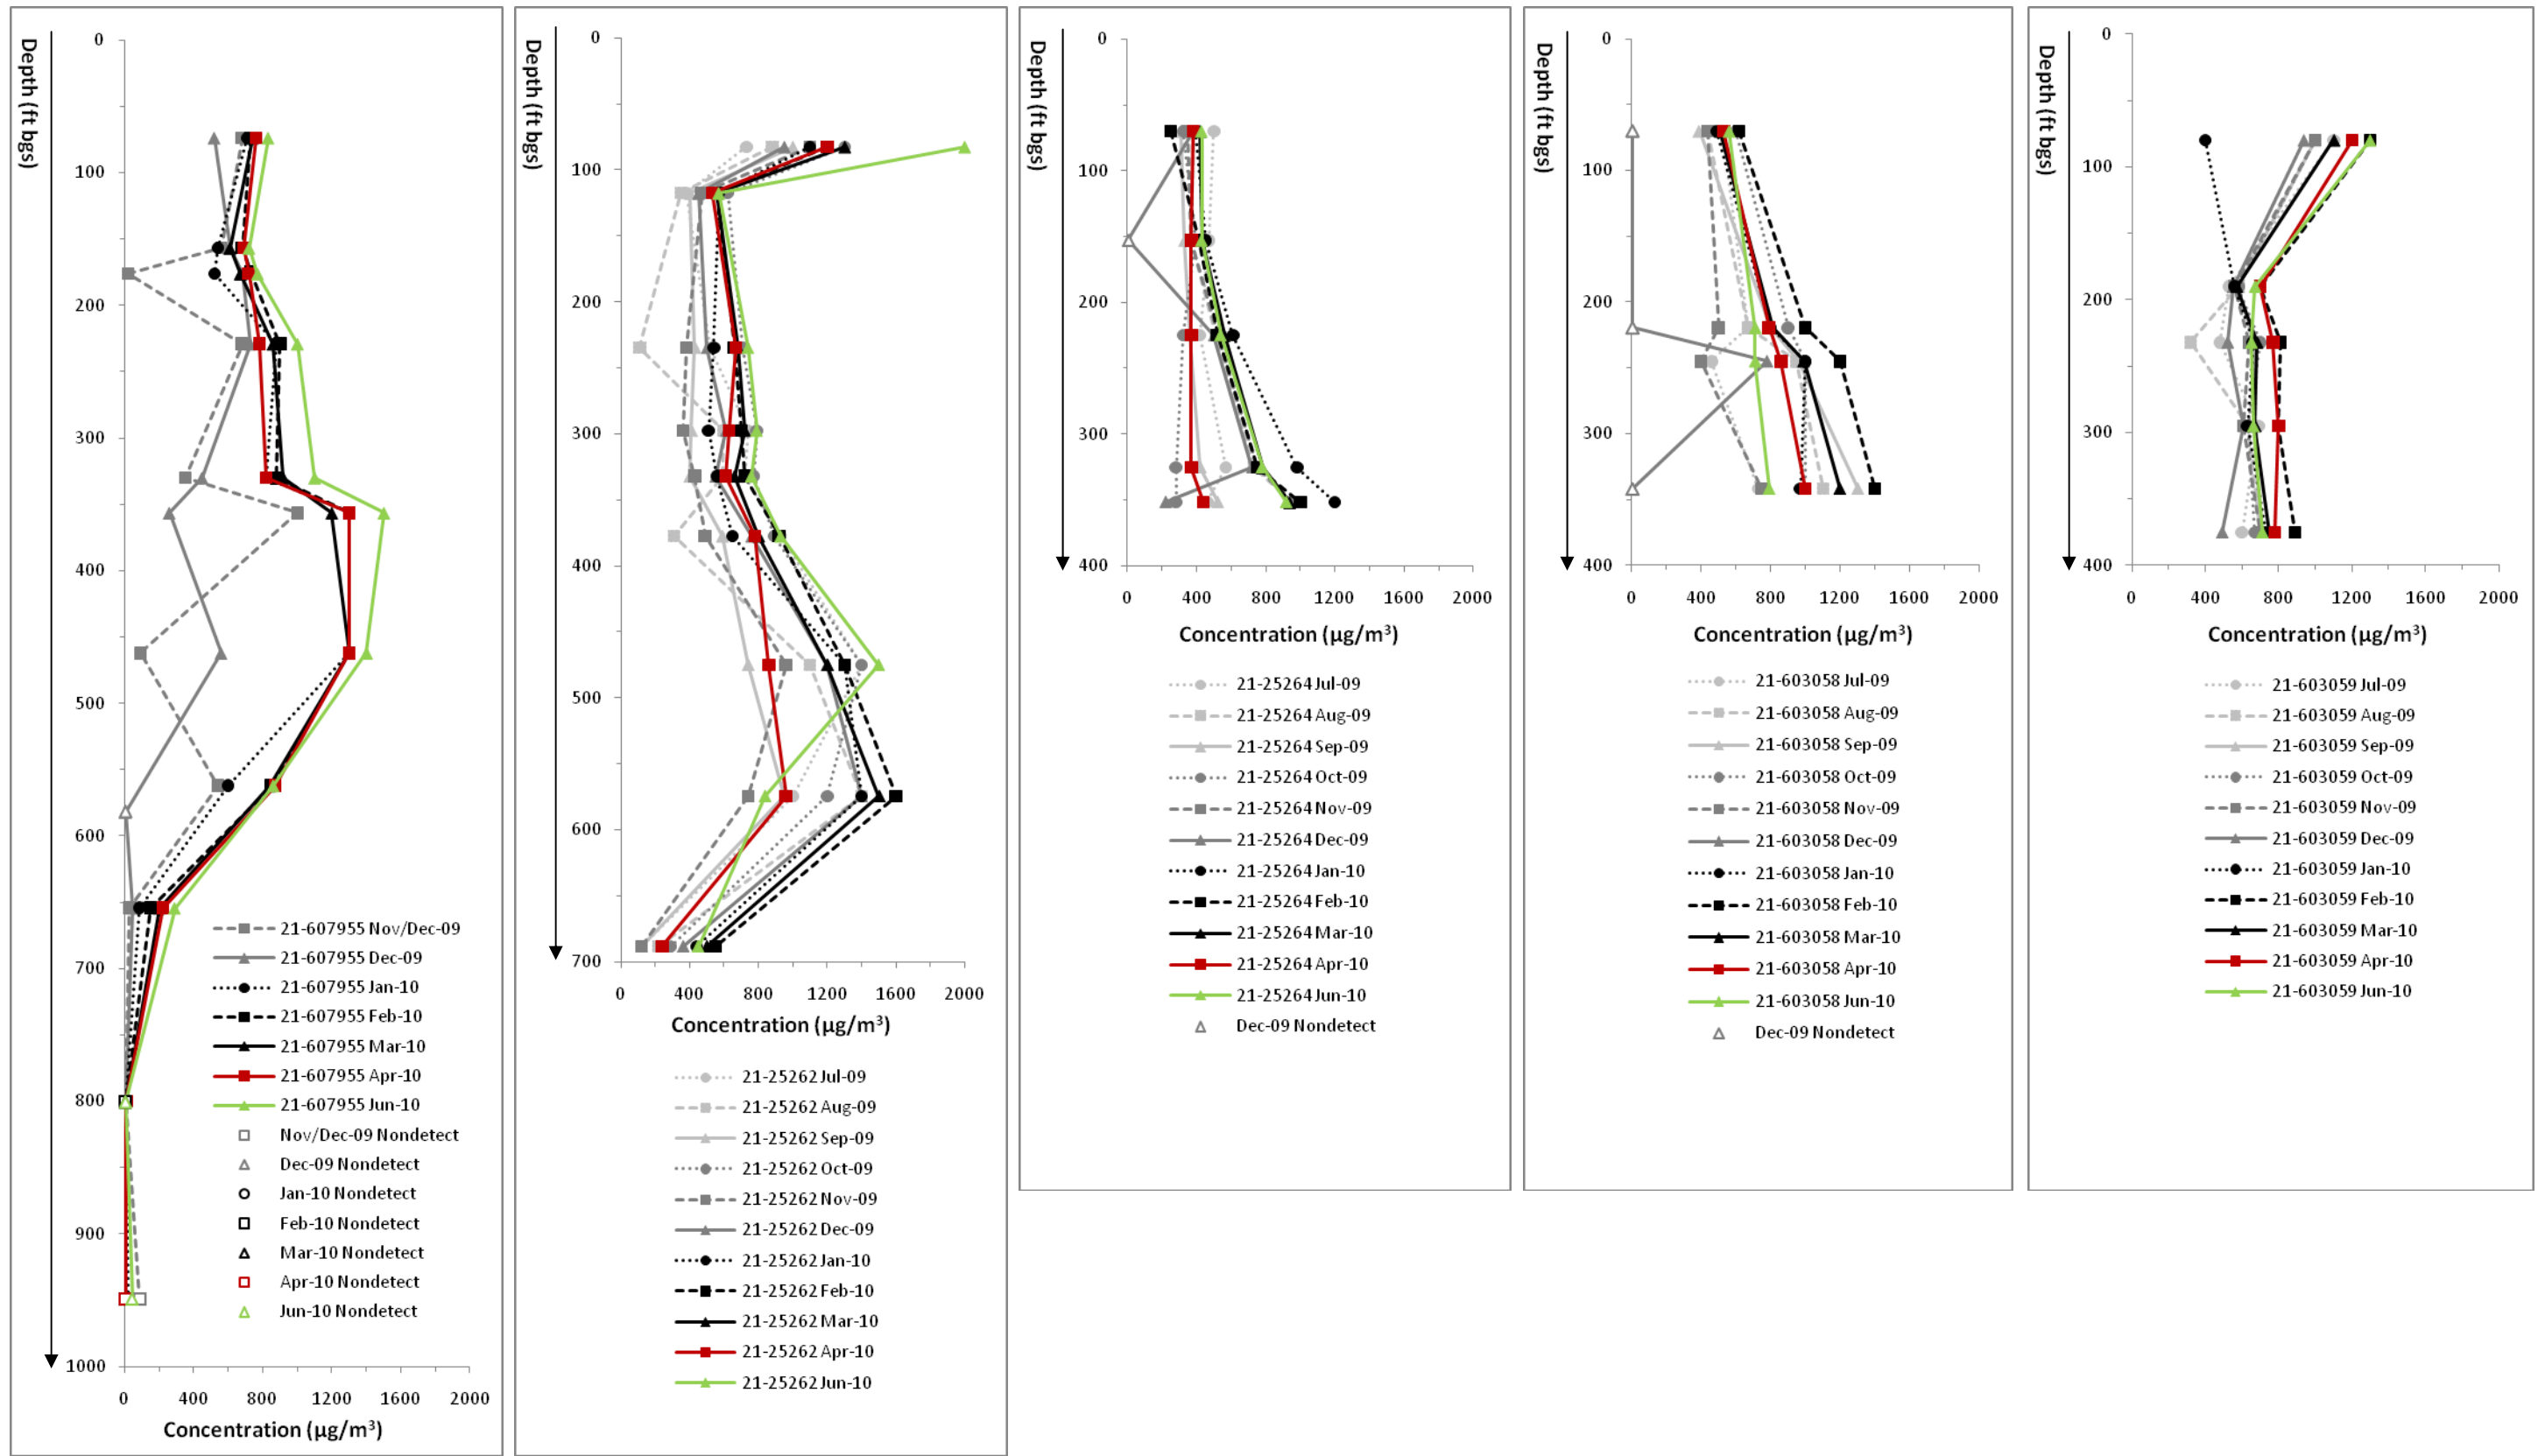 Depth (ft bgs)
0
100
200
300
400
500
600
700
800
900
1000
0 400 800 1200 1600 2000
Concentration (µg/m³)
21-607955 Nov/Dec-09
21-607955 Dec-09
21-607955 Jan-10
21-607955 Feb-10
21-607955 Mar-10
21-607955 Apr-10
21-607955 Jun-10
Nov/Dec-09 Nondetect
Dec-09 Nondetect
Jan-10 Nondetect
Feb-10 Nondetect
Mar-10 Nondetect
Apr-10 Nondetect
Jun-10 Nondetect
Depth (ft bgs)
0
100
200
300
400
500
600
700
0 400 800 1200 1600 2000
Concentration (µg/m³)
21-25262 Jul-09
21-25262 Aug-09
21-25262 Sep-09
21-25262 Oct-09
21-25262 Nov-09
21-25262 Dec-09
21-25262 Jan-10
21-25262 Feb-10
21-25262 Mar-10
21-25262 Apr-10
21-25262 Jun-10
Depth (ft bgs)
0
100
200
300
400
0 400 800 1200 1600 2000
Concentration (µg/m³)
21-25264 Jul-09
21-25264 Aug-09
21-25264 Sep-09
21-25264 Oct-09
21-25264 Nov-09
21-25264 Dec-09
21-25264 Jan-10
21-25264 Feb-10
21-25264 Mar-10
21-25264 Apr-10
21-25264 Jun-10
Dec-09 Nondetect
Depth (ft bgs)
0
100
200
300
400
0 400 800 1200 1600 2000
Concentration (µg/m³)
21-603058 Jul-09
21-603058 Aug-09
21-603058 Sep-09
21-603058 Oct-09
21-603058 Nov-09
21-603058 Dec-09
21-603058 Jan-10
21-603058 Feb-10
21-603058 Mar-10
21-603058 Apr-10
21-603058 Jun-10
Dec-09 Nondetect
Depth (ft bgs)
0
100
200
300
400
0 400 800 1200 1600 2000
Concentration (µg/m³)
21-603059 Jul-09
21-603059 Aug-09
21-603059 Sep-09
21-603059 Oct-09
21-603059 Nov-09
21-603059 Dec-09
21-603059 Jan-10
21-603059 Feb-10
21-603059 Mar-10
21-603059 Apr-10
21-603059 Jun-10